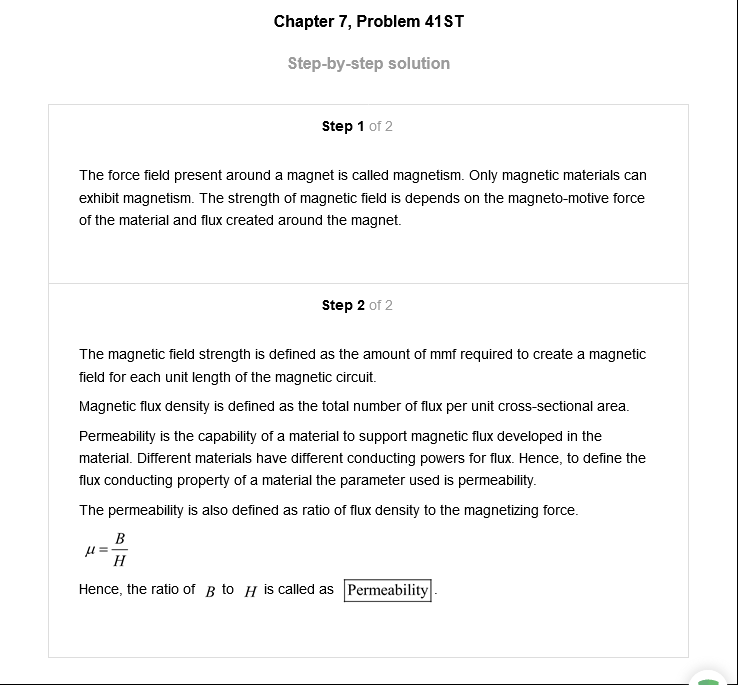 Chapter 7, Problem 41ST
Step-by-step solution
Step 1 of 2
The force field present around a magnet is called magnetism. Only magnetic materials can
exhibit magnetism. The strength of magnetic field is depends on the magneto-motive force
of the material and flux created around the magnet.
Step 2 of 2
The magnetic field strength is defined as the amount of mmf required to create a magnetic
field for each unit length of the magnetic circuit.
Magnetic flux density is defined as the total number of flux per unit cross-sectional area.
Permeability is the capability of a material to support magnetic flux developed in the
material. Different materials have different conducting powers for flux. Hence, to define the
flux conducting property of a material the parameter used is permeability.
The permeability is also defined as ratio of flux density to the magnetizing force.
μ = B/H
Hence, the ratio of B to H is called as Permeability.